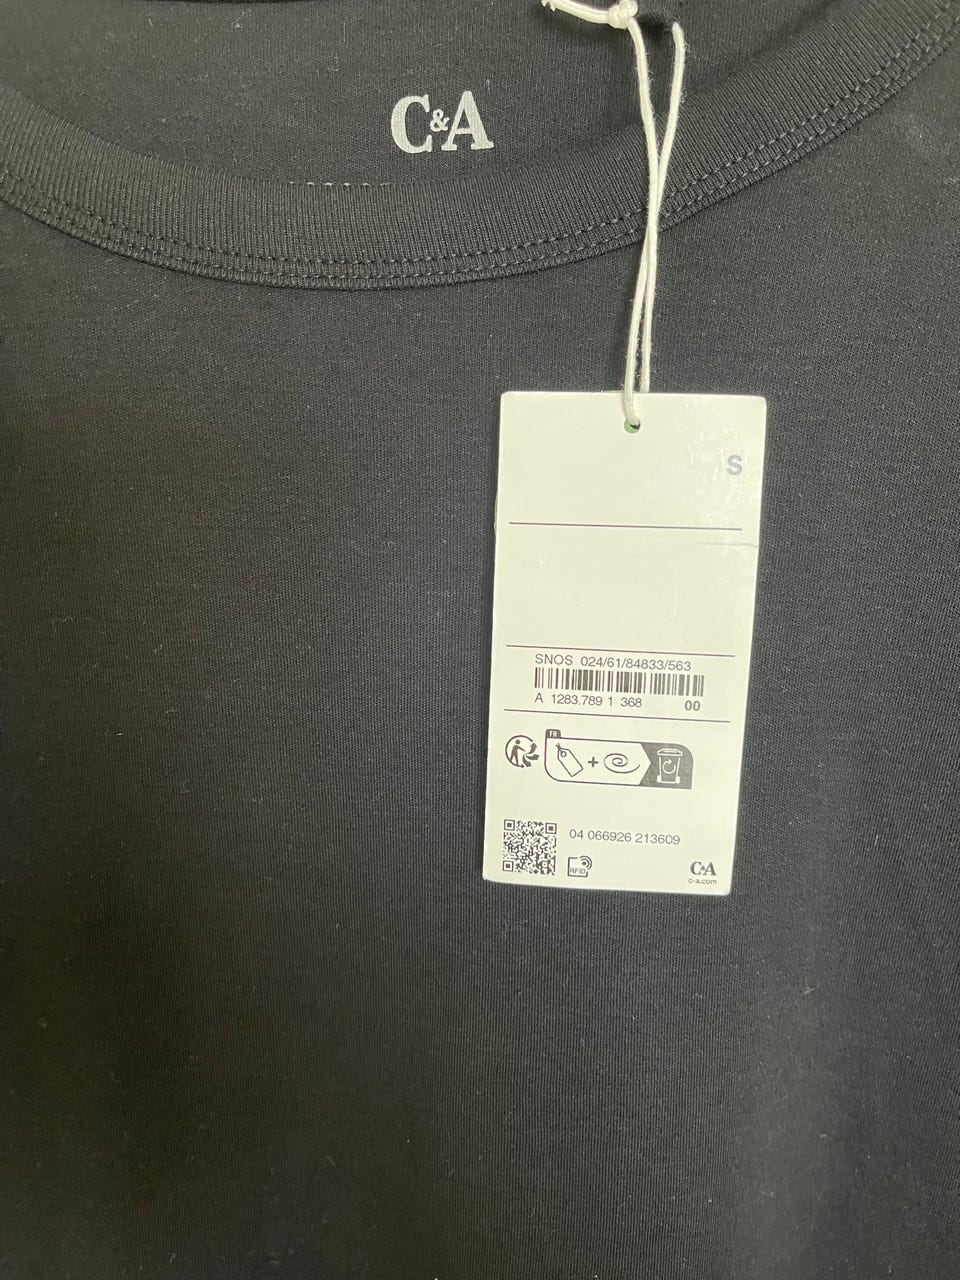 C&A
S
SNOS 024/61/84833/563
A 1283.789 1 368 00
FR
+
04 066926 213609
RFID
C&A
c-a.com